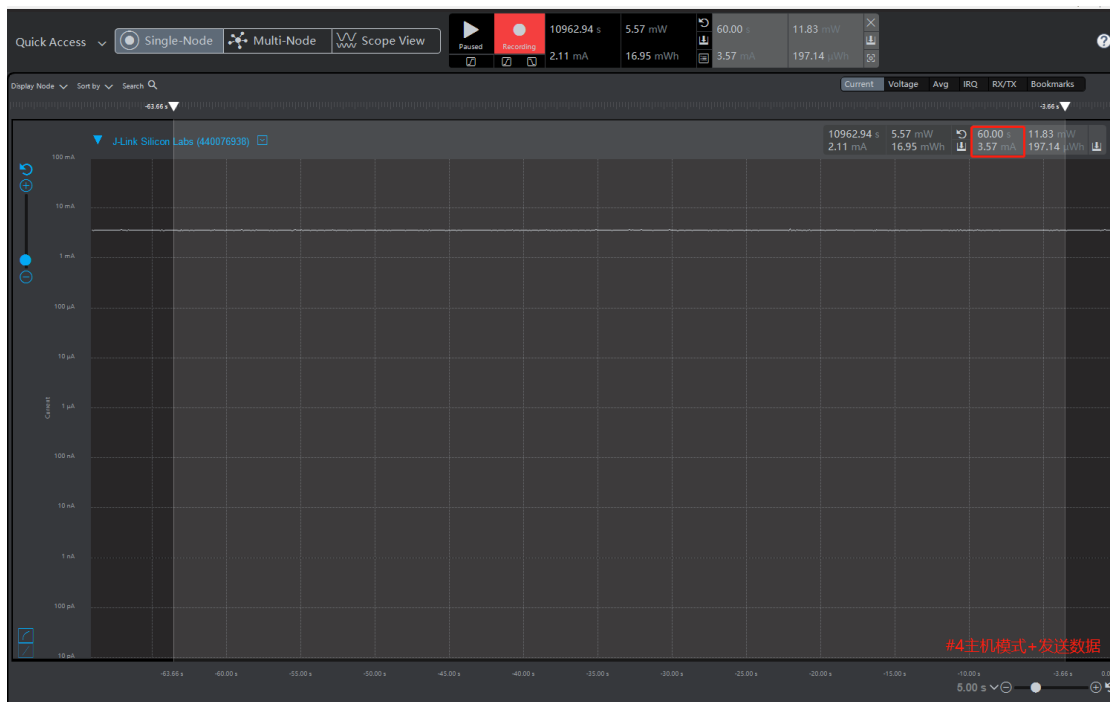 Quick Access
Single-Node
Multi-Node
Scope View
Paused
Recording
10962.94 s
5.57 mW
2.11 mA
16.95 mWh
60.00 s
11.83 mW
3.57 mA
197.14 µWh
Display Node
Sort by
Search
Current
Voltage
Avg
IRQ
RX/TX
Bookmarks
-63.66 s
-3.66 s
J-Link Silicon Labs (440076938)
10962.94 s
5.57 mW
60.00 s
11.83 mW
2.11 mA
16.95 mWh
3.57 mA
197.14 µWh
100 mA
10 mA
1 mA
100 µA
10 µA
1 µA
Current
100 nA
10 nA
1 nA
100 pA
10 pA
#4主机模式+发送数据
-63.66 s
-60.00 s
-55.00 s
-50.00 s
-45.00 s
-40.00 s
-35.00 s
-30.00 s
-25.00 s
-20.00 s
-15.00 s
-10.00 s
-3.66 s
5.00 s